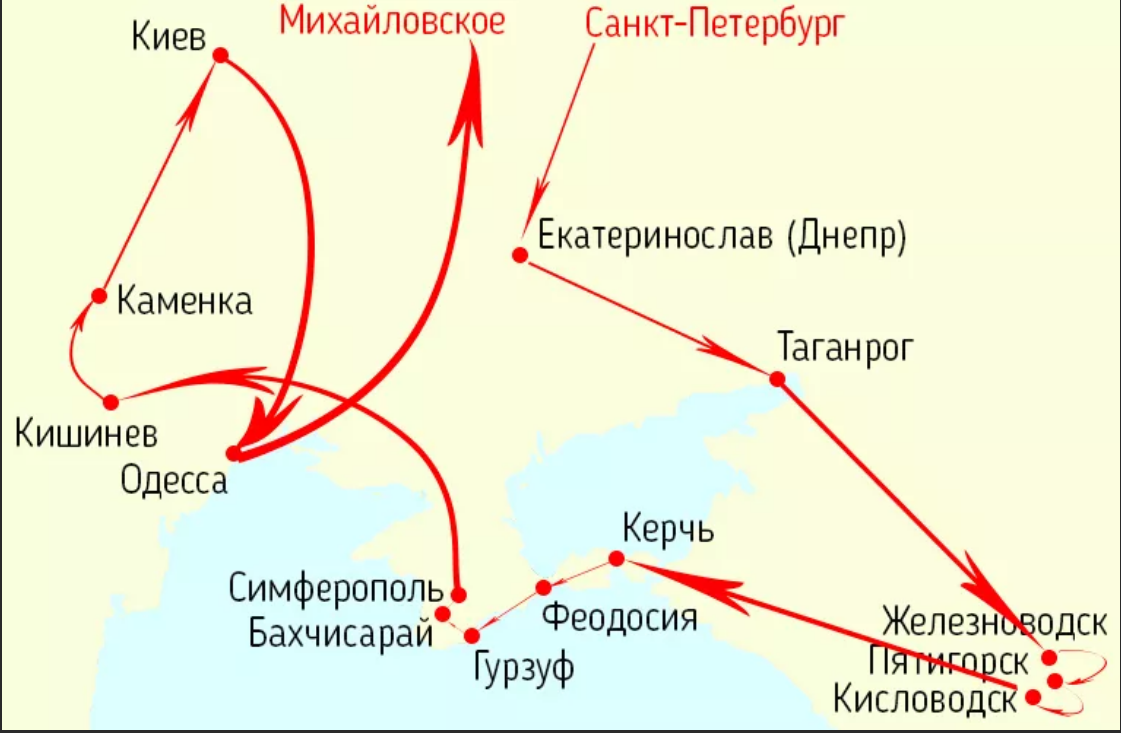 Михайловское
Санкт-Петербург
Киев
Екатеринослав (Днепр)
Каменка
Таганрог
Кишинев
Одесса
Керчь
Симферополь
Феодосия
Бахчисарай
Гурзуф
Железноводск
Пятигорск
Кисловодск